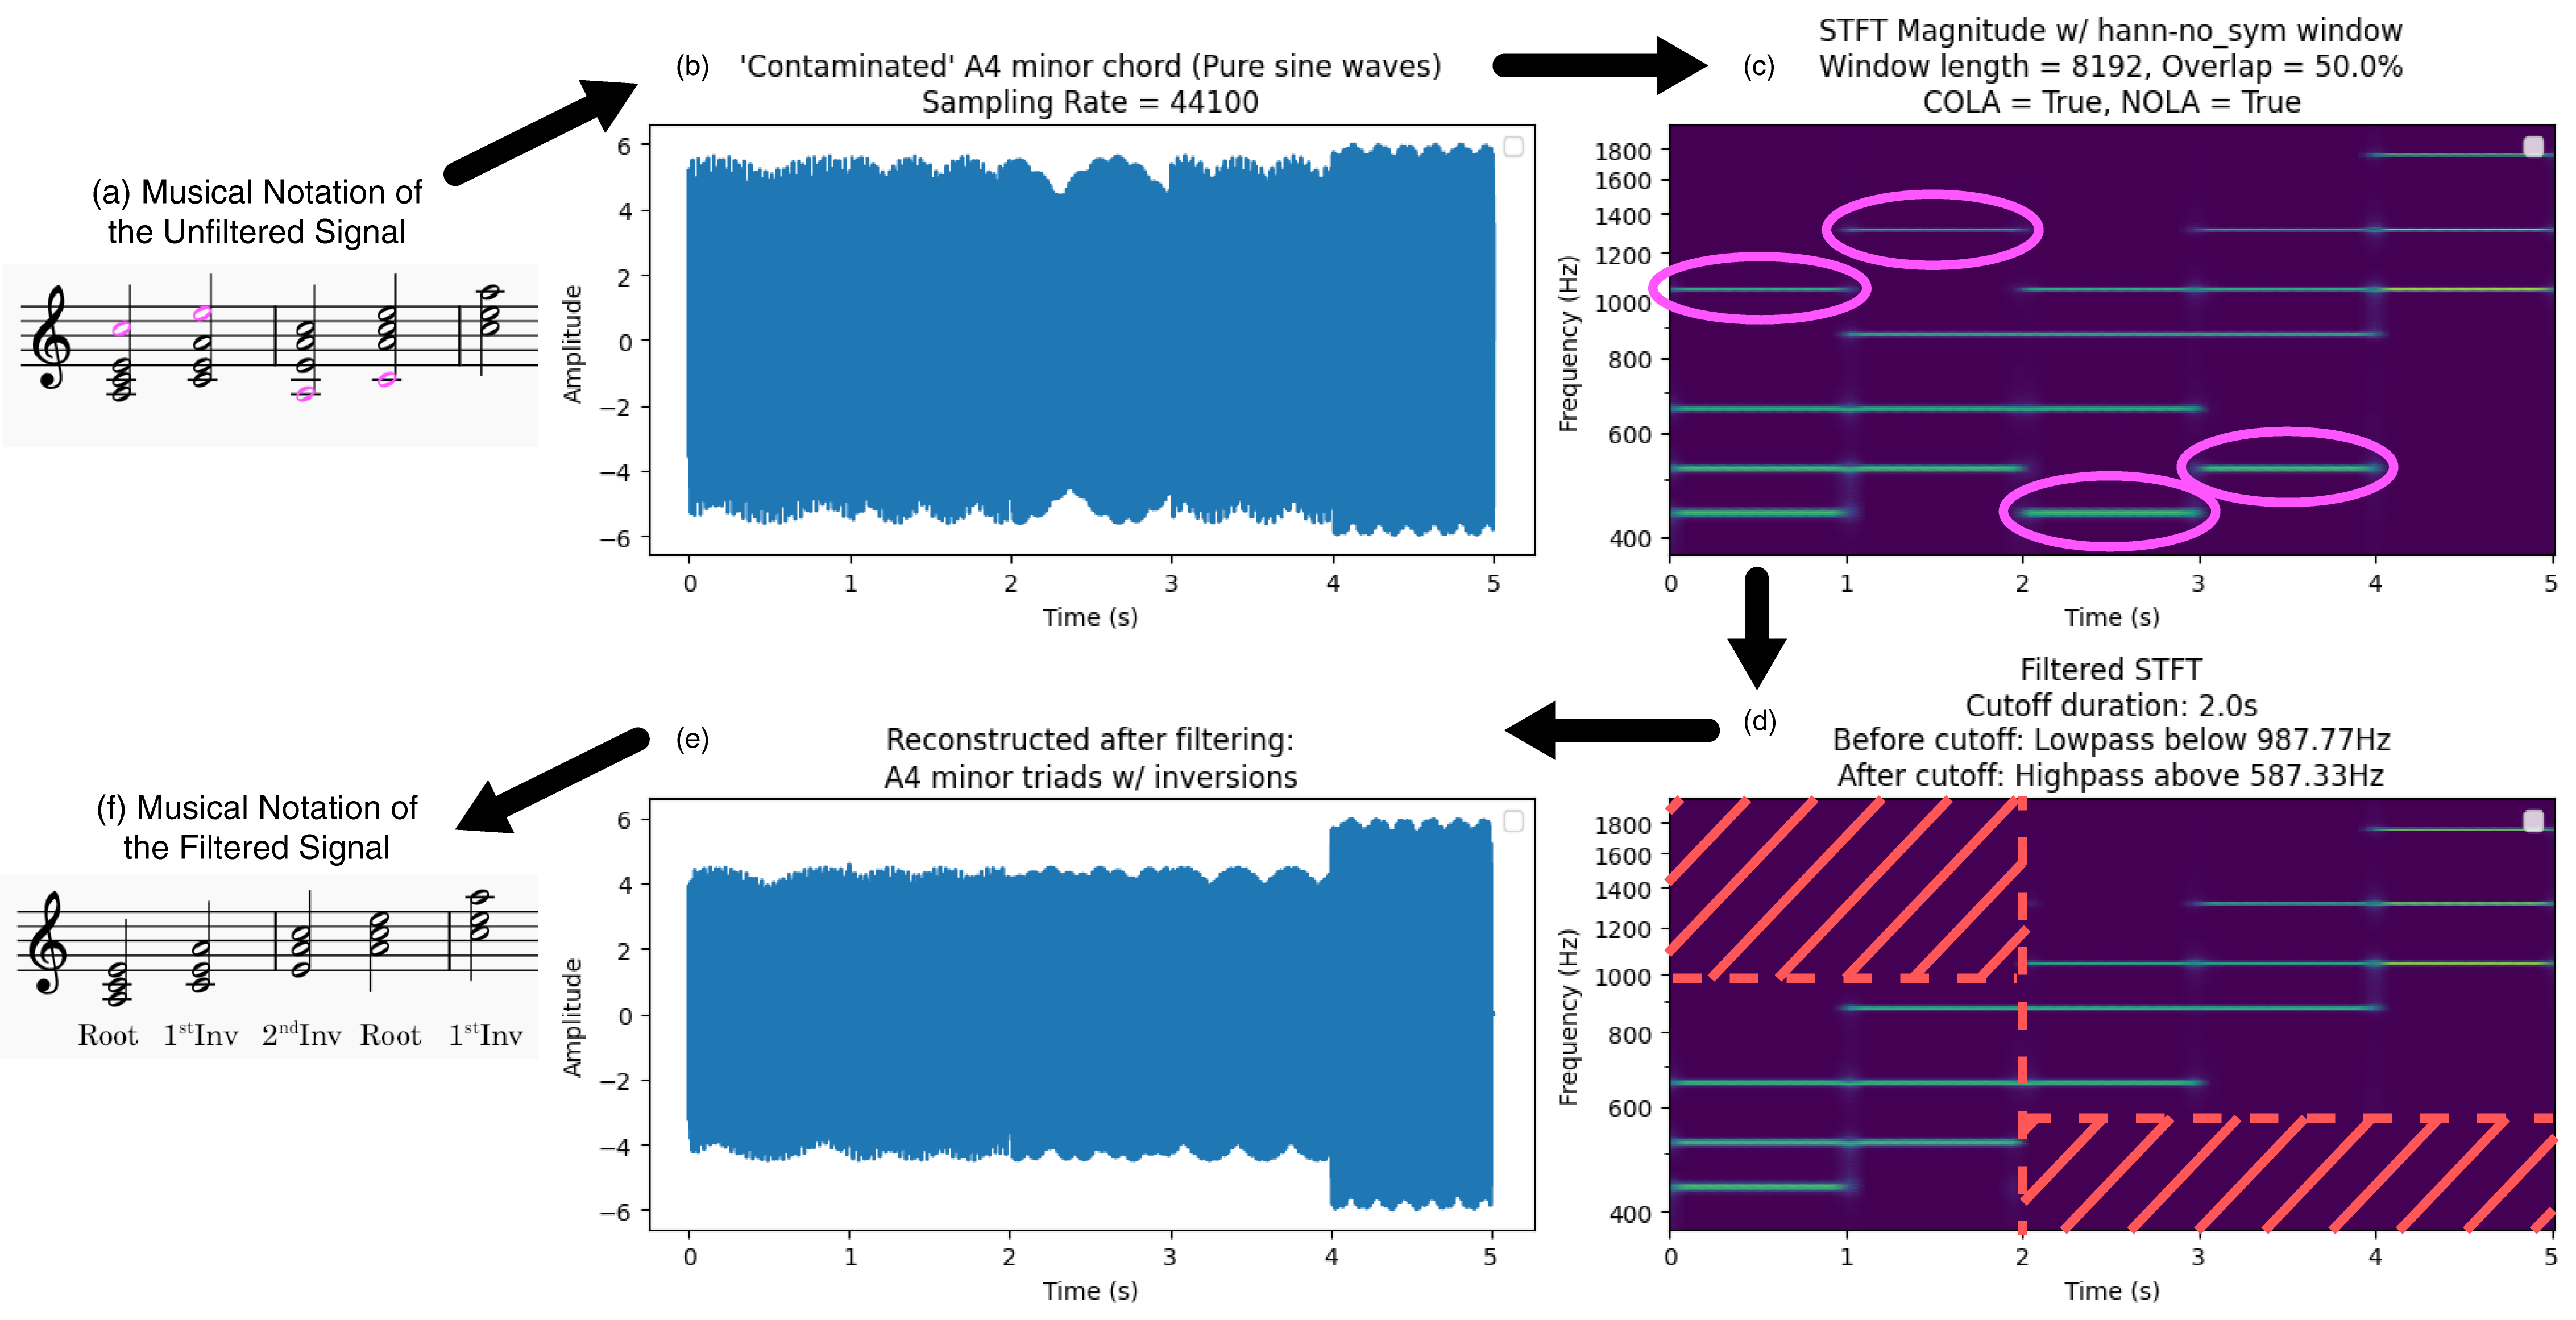 (a) Musical Notation of
the Unfiltered Signal
(b) 'Contaminated' A4 minor chord (Pure sine waves)
Sampling Rate = 44100
6
4
2
0
−2
−4
−6
Amplitude
0 1 2 3 4 5
Time (s)
(c) STFT Magnitude w/ hann-no_sym window
Window length = 8192, Overlap = 50.0%
COLA = True, NOLA = True
1800
1600
1400
1200
1000
800
600
400
Frequency (Hz)
0 1 2 3 4 5
Time (s)
(d) Filtered STFT
Cutoff duration: 2.0s
Before cutoff: Lowpass below 987.77Hz
After cutoff: Highpass above 587.33Hz
1800
1600
1400
1200
1000
800
600
400
Frequency (Hz)
0 1 2 3 4 5
Time (s)
(e) Reconstructed after filtering:
A4 minor triads w/ inversions
6
4
2
0
−2
−4
−6
Amplitude
0 1 2 3 4 5
Time (s)
(f) Musical Notation of
the Filtered Signal
Root 1stInv 2ndInv Root 1stInv